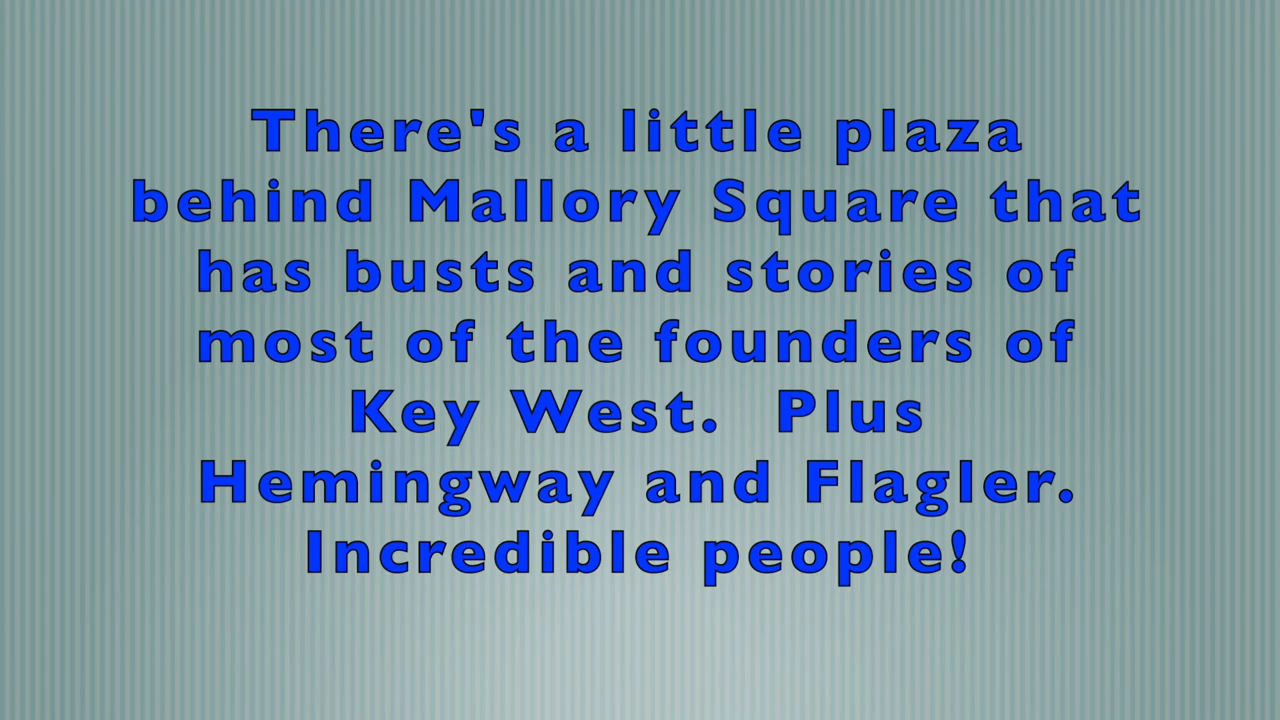 There's a little plaza
behind Mallory Square that
has busts and stories of
most of the founders of
Key West.  Plus
Hemingway and Flagler.
Incredible people!